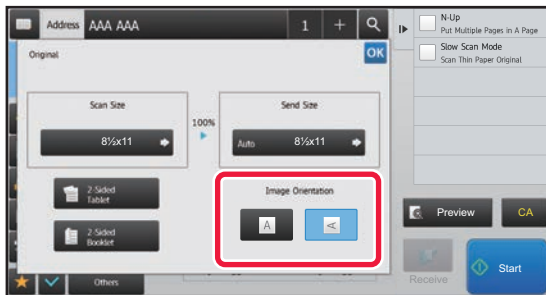 Address AAA AAA 1 +
Original OK
Scan Size
8½x11
100%
Send Size
Auto 8½x11
2-Sided
Tablet
2-Sided
Booklet
Image Orientation
A A
Others
N-Up
Put Multiple Pages in A Page
Slow Scan Mode
Scan Thin Paper Original
Preview CA
Receive
Start